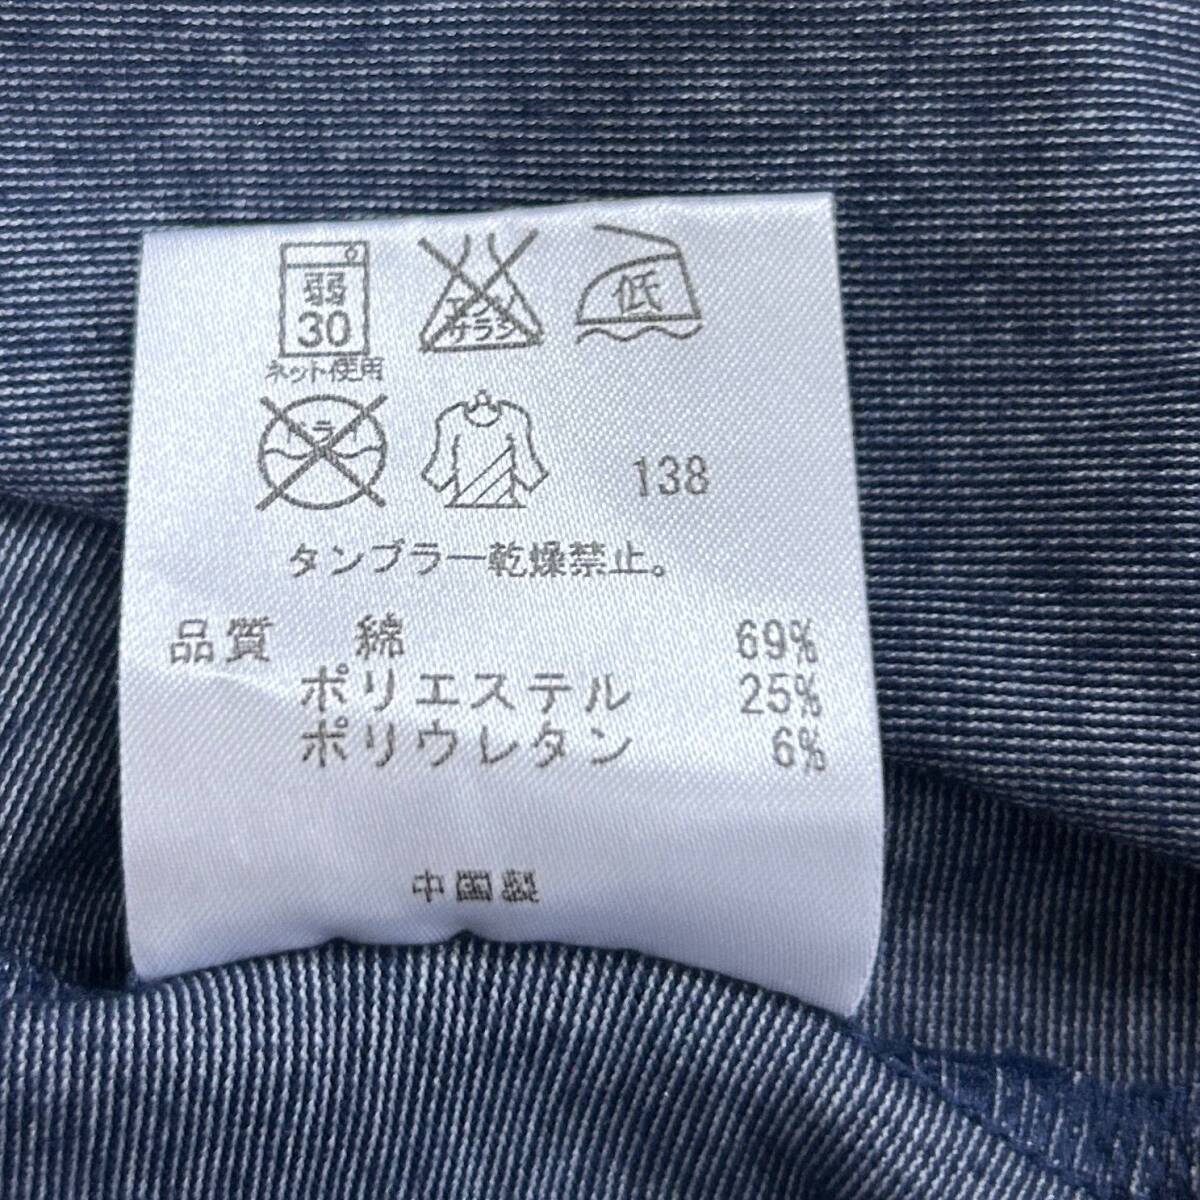 弱
30
ネット使用
エンソ
サラシ
低
ドライ
138
タンブラー乾燥禁止。
品質 綿 69%
ポリエステル 25%
ポリウレタン 6%
中国製